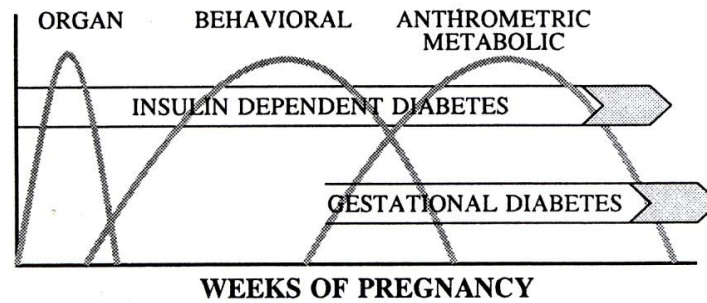 ORGAN BEHAVIORAL ANTHROMETRIC
METABOLIC
INSULIN DEPENDENT DIABETES
GESTATIONAL DIABETES
WEEKS OF PREGNANCY